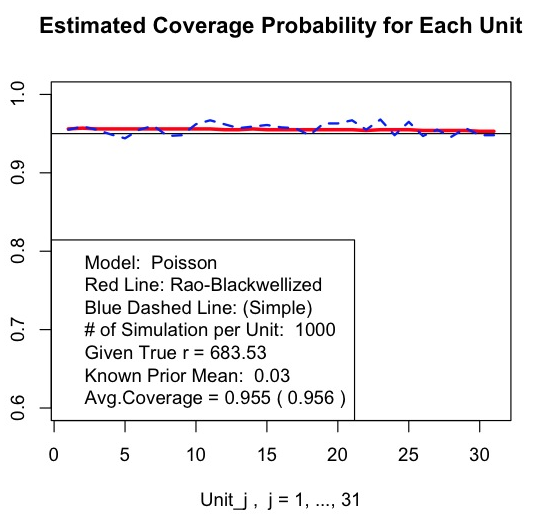 Estimated Coverage Probability for Each Unit
1.0
0.9
0.8
0.7
0.6
Model: Poisson
Red Line: Rao-Blackwellized
Blue Dashed Line: (Simple)
# of Simulation per Unit: 1000
Given True r = 683.53
Known Prior Mean: 0.03
Avg.Coverage = 0.955 ( 0.956 )
0 5 10 15 20 25 30
Unit_j , j = 1, ..., 31